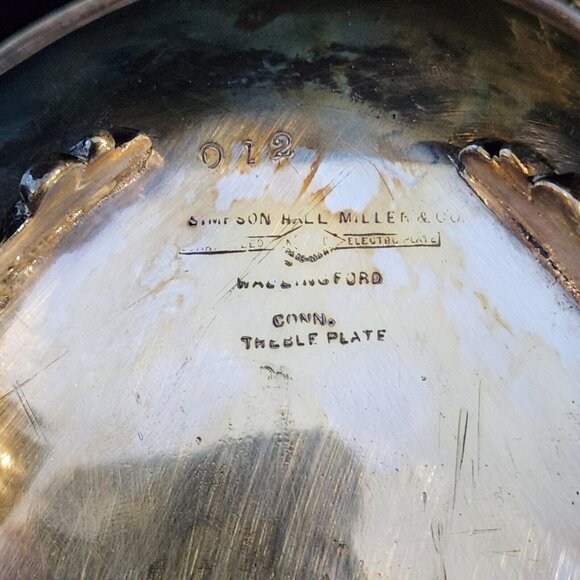 012
SIMPSON HALL MILLER & CO.
ELECTRO PLATE
WALLINGFORD
CONN.
TREBLE PLATE